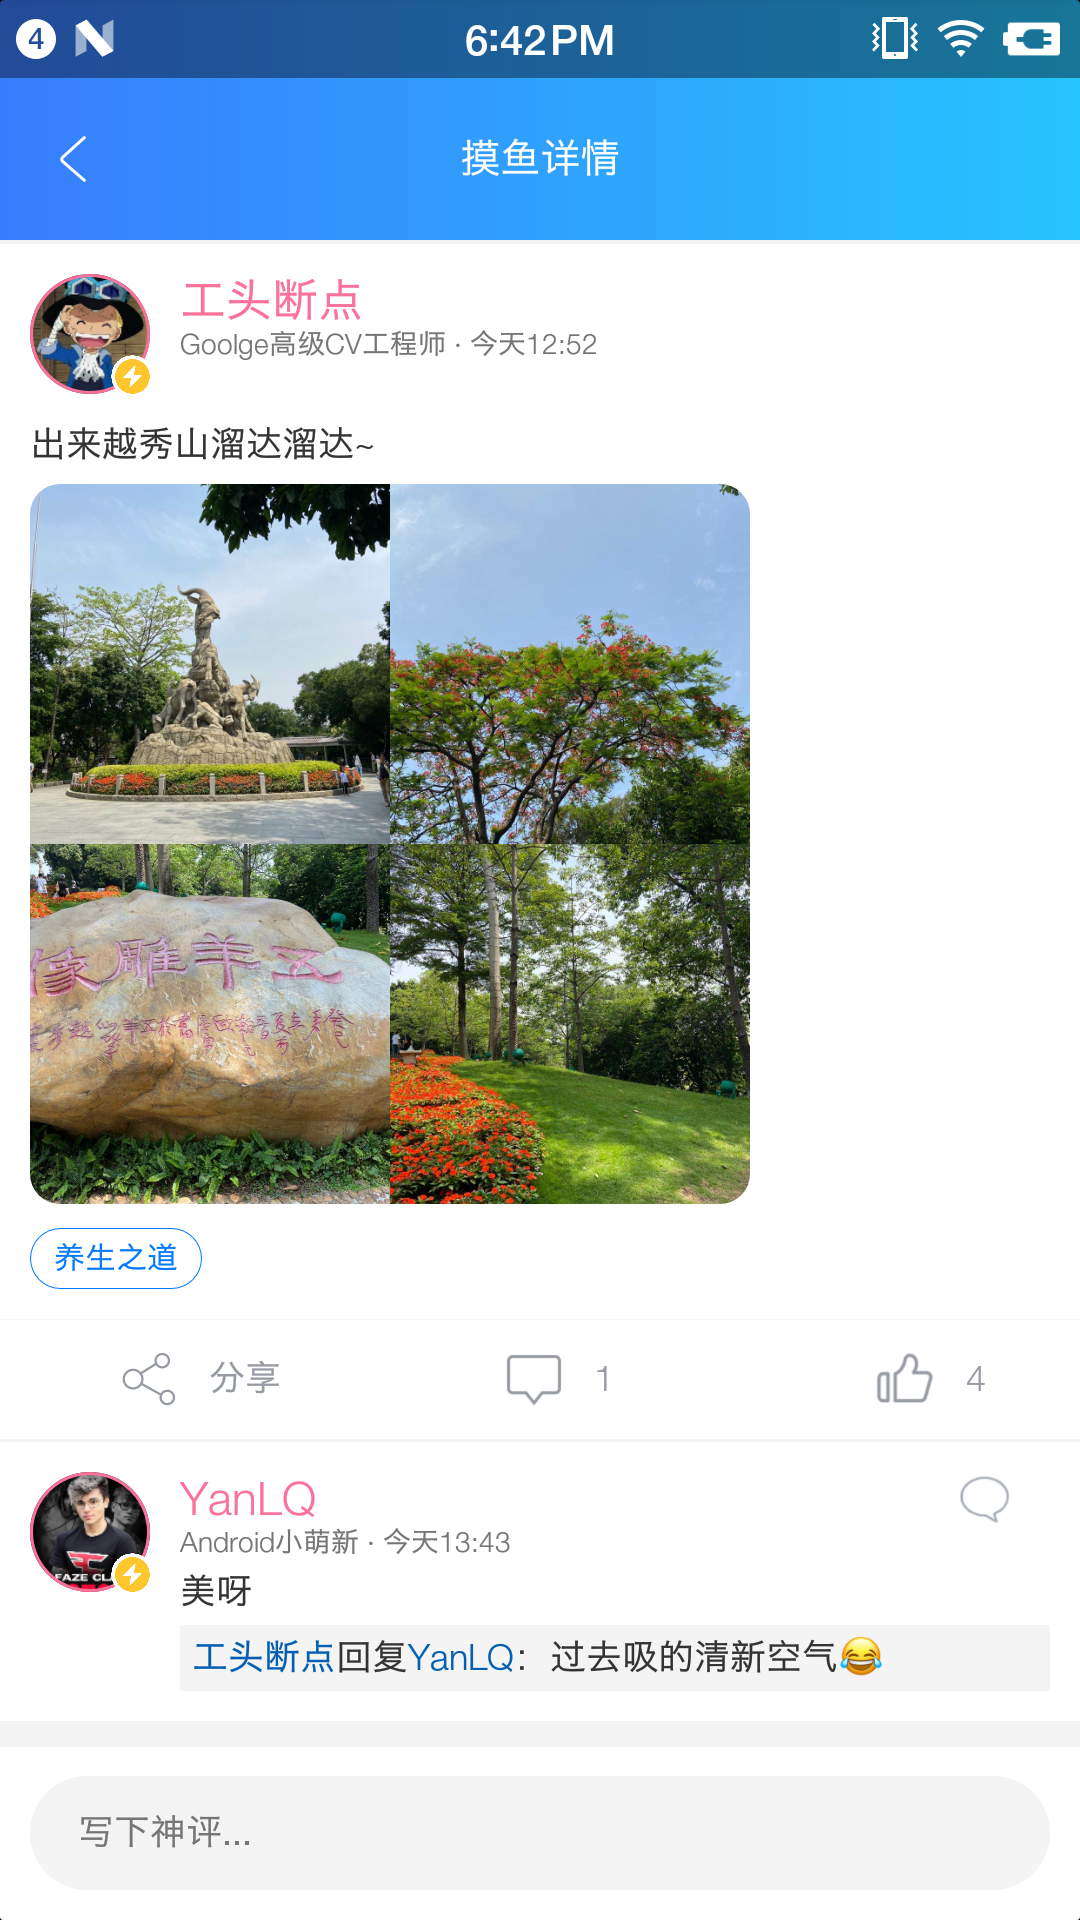 4
6:42PM
摸鱼详情
工头断点
Goolge高级CV工程师 · 今天12:52
出来越秀山溜达溜达~
像雕羊五
养生之道
分享
1
4
YanLQ
Android小萌新 · 今天13:43
FAZE CL
美呀
工头断点回复YanLQ：过去吸的清新空气😂
写下神评...